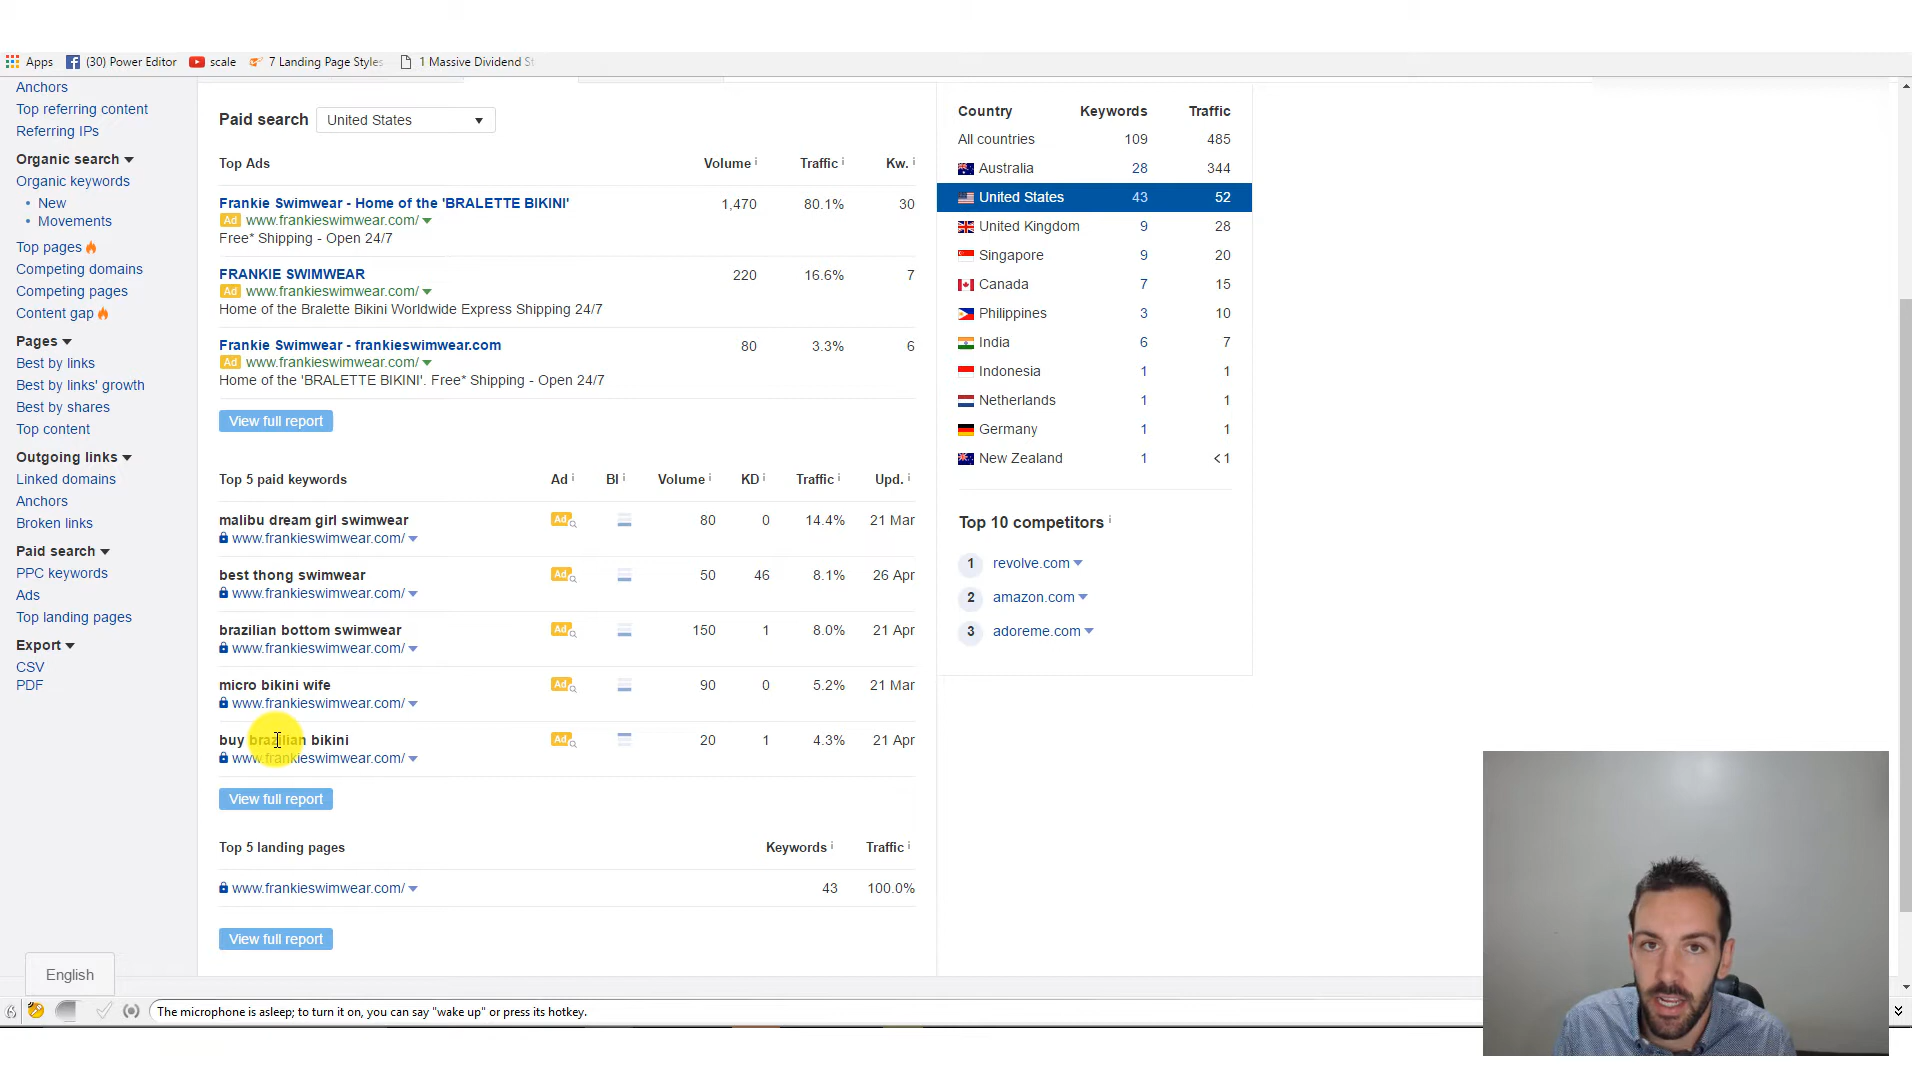 Apps (30) Power Editor scale 7 Landing Page Styles 1 Massive Dividend St
Anchors
Top referring content
Referring IPs
Organic search
Organic keywords
• New
• Movements
Top pages
Competing domains
Competing pages
Content gap
Pages
Best by links
Best by links' growth
Best by shares
Top content
Outgoing links
Linked domains
Anchors
Broken links
Paid search
PPC keywords
Ads
Top landing pages
Export
CSV
PDF
English
Paid search United States
Top Ads Volume i Traffic i Kw. i
Frankie Swimwear - Home of the 'BRALETTE BIKINI' 1,470 80.1% 30
Ad www.frankieswimwear.com/
Free* Shipping - Open 24/7
FRANKIE SWIMWEAR 220 16.6% 7
Ad www.frankieswimwear.com/
Home of the Bralette Bikini Worldwide Express Shipping 24/7
Frankie Swimwear - frankieswimwear.com 80 3.3% 6
Ad www.frankieswimwear.com/
Home of the 'BRALETTE BIKINI'. Free* Shipping - Open 24/7
View full report
Top 5 paid keywords Ad i Bl i Volume i KD i Traffic i Upd. i
malibu dream girl swimwear Ad 80 0 14.4% 21 Mar
www.frankieswimwear.com/
best thong swimwear Ad 50 46 8.1% 26 Apr
www.frankieswimwear.com/
brazilian bottom swimwear Ad 150 1 8.0% 21 Apr
www.frankieswimwear.com/
micro bikini wife Ad 90 0 5.2% 21 Mar
www.frankieswimwear.com/
buy brazilian bikini Ad 20 1 4.3% 21 Apr
www.frankieswimwear.com/
View full report
Top 5 landing pages Keywords i Traffic i
www.frankieswimwear.com/ 43 100.0%
View full report
Country Keywords Traffic
All countries 109 485
Australia 28 344
United States 43 52
United Kingdom 9 28
Singapore 9 20
Canada 7 15
Philippines 3 10
India 6 7
Indonesia 1 1
Netherlands 1 1
Germany 1 1
New Zealand 1 <1
Top 10 competitors i
1 revolve.com
2 amazon.com
3 adoreme.com
The microphone is asleep; to turn it on, you can say "wake up" or press its hotkey.